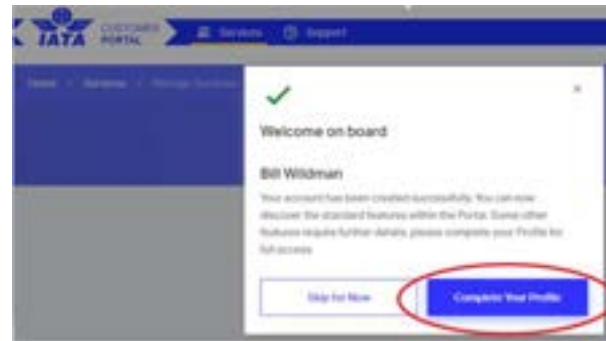 IATA CUSTOMER PORTAL Services Support
Home Services Manage Services
Welcome on board
Bill Wildman
Your account has been created successfully. You can now
discover the standard features within the Portal. Some other
features require further details, please complete your Profile for
full access
Skip for Now Complete Your Profile